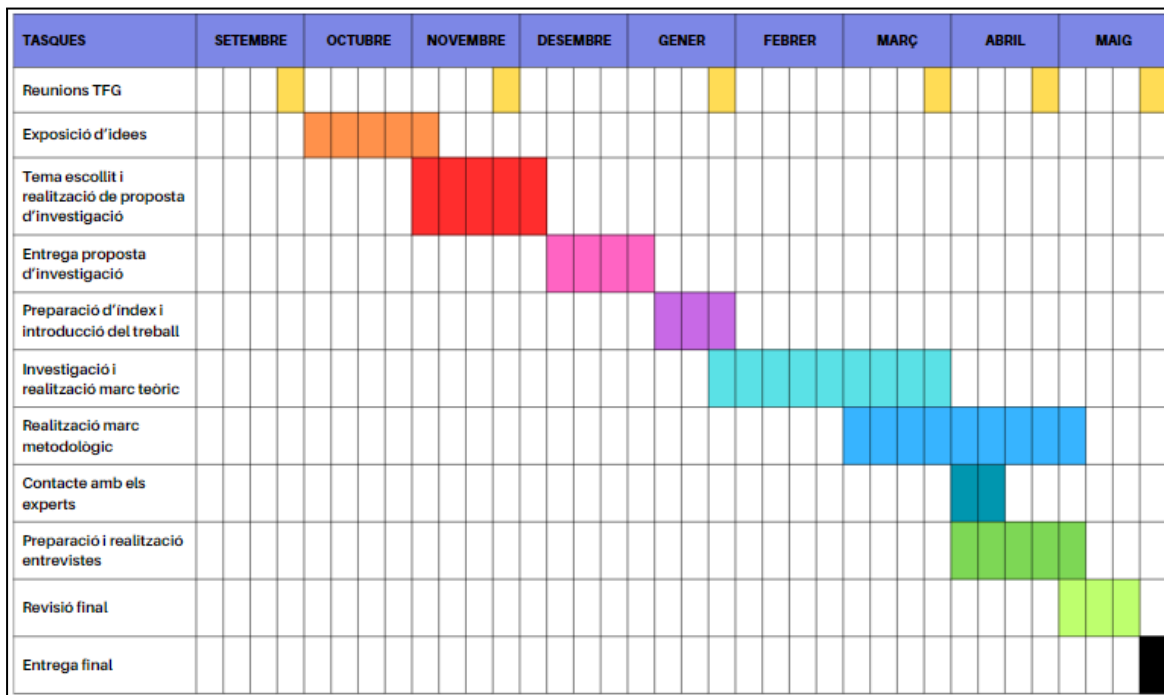 TASQUES SETEMBRE OCTUBRE NOVEMBRE DESEMBRE GENER FEBRER MARÇ ABRIL MAIG
Reunions TFG
Exposició d'idees
Tema escollit i
realització de proposta
d'investigació
Entrega proposta
d'investigació
Preparació d'índex i
introducció del treball
Investigació i
realització marc teòric
Realització marc
metodològic
Contacte amb els
experts
Preparació i realització
entrevistes
Revisió final
Entrega final